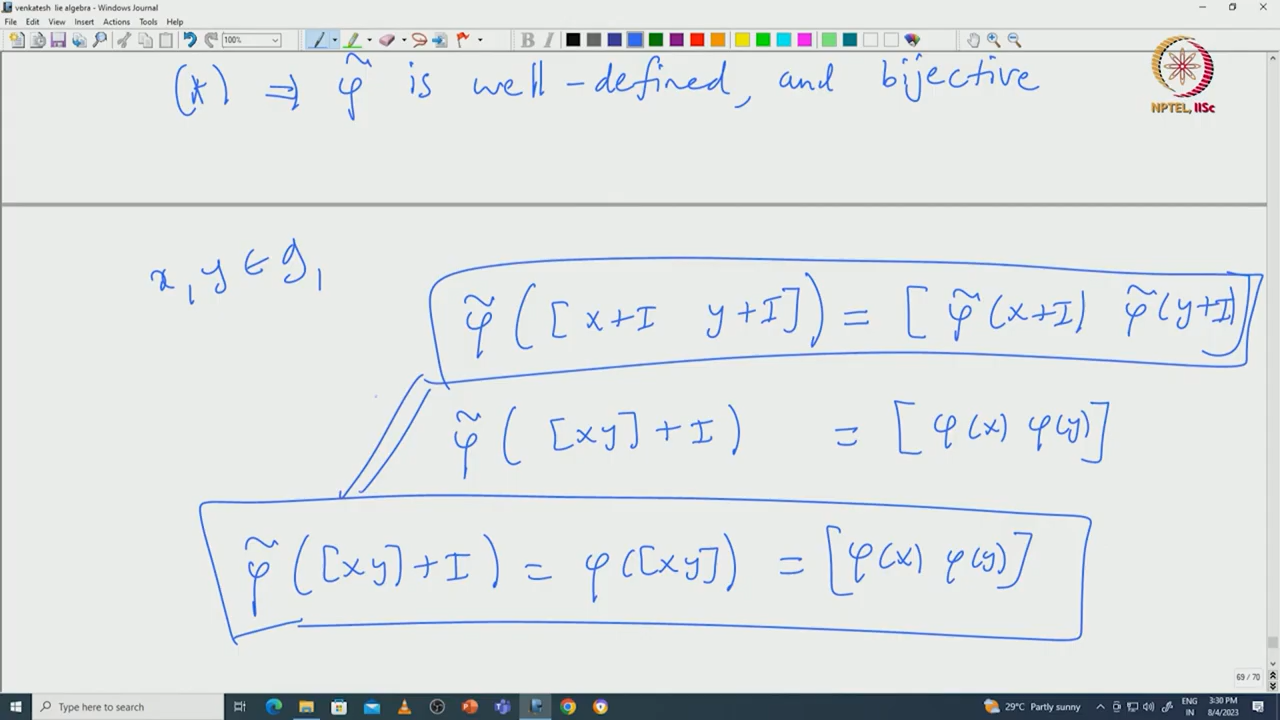 venkatesh lie algebra - Windows Journal
File Edit View Insert Actions Tools Help
100%
B I
(*) ⇒ φ̃ is well-defined, and bijective
NPTEL, IISc
x, y ∈ g₁
φ̃([x+I y+I]) = [φ̃(x+I) φ̃(y+I)]
φ̃([xy]+I) = [φ(x) φ(y)]
φ̃([xy]+I) = φ([xy]) = [φ(x) φ(y)]
69 / 70
Type here to search
29°C Partly sunny
ENG
IN
3:30 PM
8/4/2023